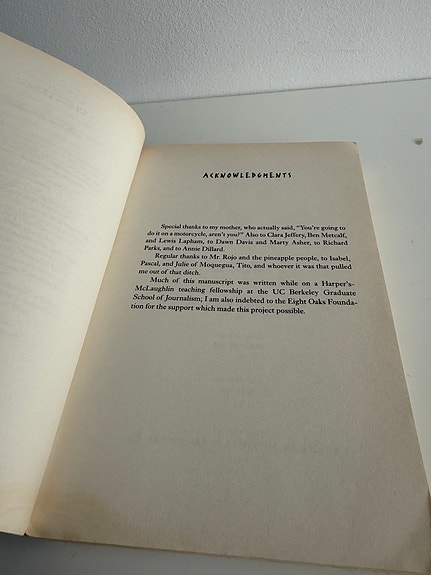 ACKNOWLEDGMENTS
Special thanks to my mother, who actually said, "You're going to
do it on a motorcycle, aren't you?" Also to Clara Jeffery, Ben Metcalf,
and Lewis Lapham, to Dawn Davis and Marty Asher, to Richard
Parks, and to Annie Dillard.
Regular thanks to Mr. Rojo and the pineapple people, to Isabel,
Pascal, and Julie of Moquegua, Tito, and whoever it was that pulled
me out of that ditch.
Much of this manuscript was written while on a Harper's-
McLaughlin teaching fellowship at the UC Berkeley Graduate
School of Journalism; I am also indebted to the Eight Oaks Founda-
tion for the support which made this project possible.